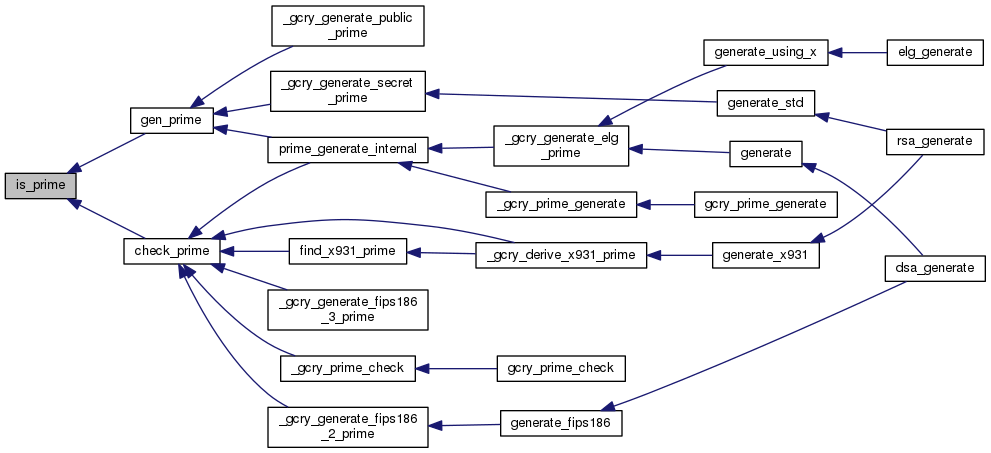 _gcry_generate_public
_prime
generate_using_x
elg_generate
_gcry_generate_secret
_prime
generate_std
gen_prime
_gcry_generate_elg
_prime
rsa_generate
prime_generate_internal
generate
is_prime
_gcry_prime_generate
gcry_prime_generate
check_prime
find_x931_prime
_gcry_derive_x931_prime
generate_x931
dsa_generate
_gcry_generate_fips186
_3_prime
_gcry_prime_check
gcry_prime_check
_gcry_generate_fips186
_2_prime
generate_fips186